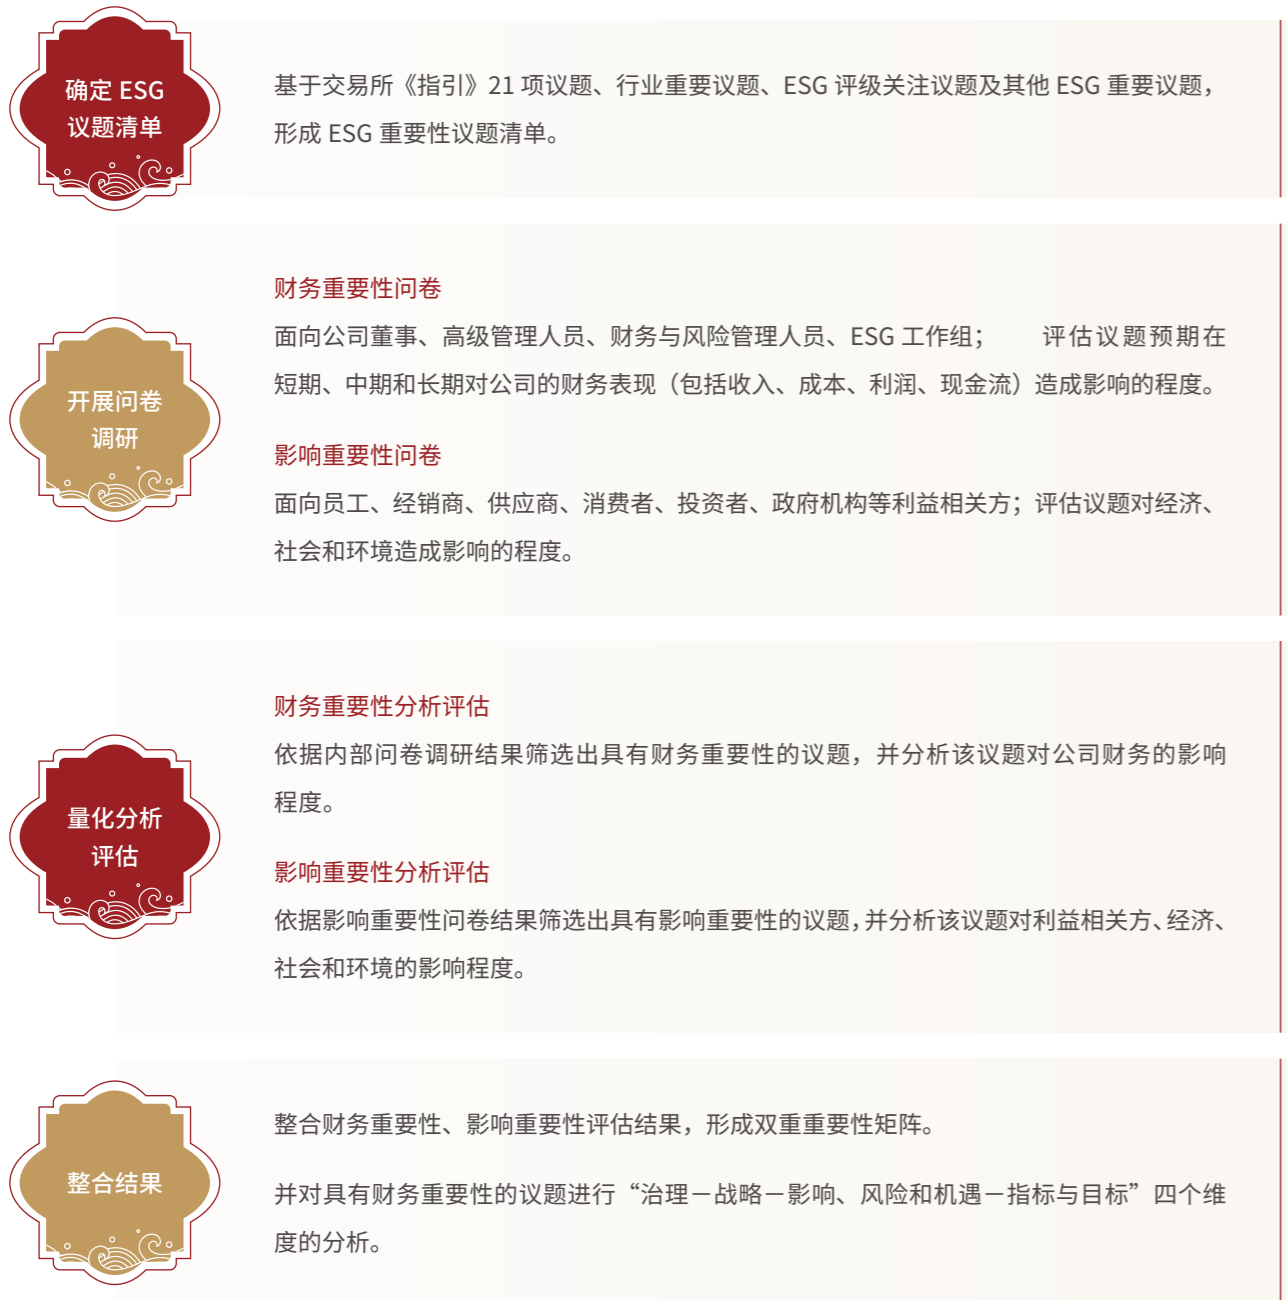 确定 ESG
议题清单
基于交易所《指引》21 项议题、行业重要议题、ESG 评级关注议题及其他 ESG 重要议题，
形成 ESG 重要性议题清单。
开展问卷
调研
财务重要性问卷
面向公司董事、高级管理人员、财务与风险管理人员、ESG 工作组； 评估议题预期在
短期、中期和长期对公司的财务表现（包括收入、成本、利润、现金流）造成影响的程度。
影响重要性问卷
面向员工、经销商、供应商、消费者、投资者、政府机构等利益相关方；评估议题对经济、
社会和环境造成影响的程度。
量化分析
评估
财务重要性分析评估
依据内部问卷调研结果筛选出具有财务重要性的议题，并分析该议题对公司财务的影响
程度。
影响重要性分析评估
依据影响重要性问卷结果筛选出具有影响重要性的议题，并分析该议题对利益相关方、经济、
社会和环境的影响程度。
整合结果
整合财务重要性、影响重要性评估结果，形成双重重要性矩阵。
并对具有财务重要性的议题进行“治理－战略－影响、风险和机遇－指标与目标”四个维
度的分析。